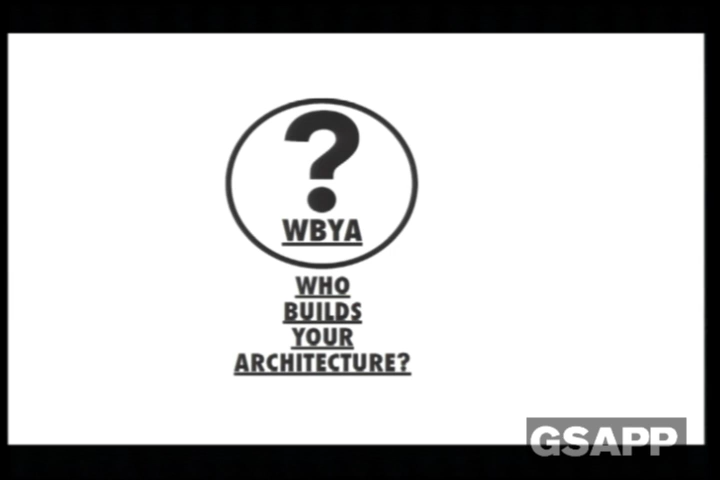 ?
WBYA
WHO
BUILDS
YOUR
ARCHITECTURE?
GSAPP